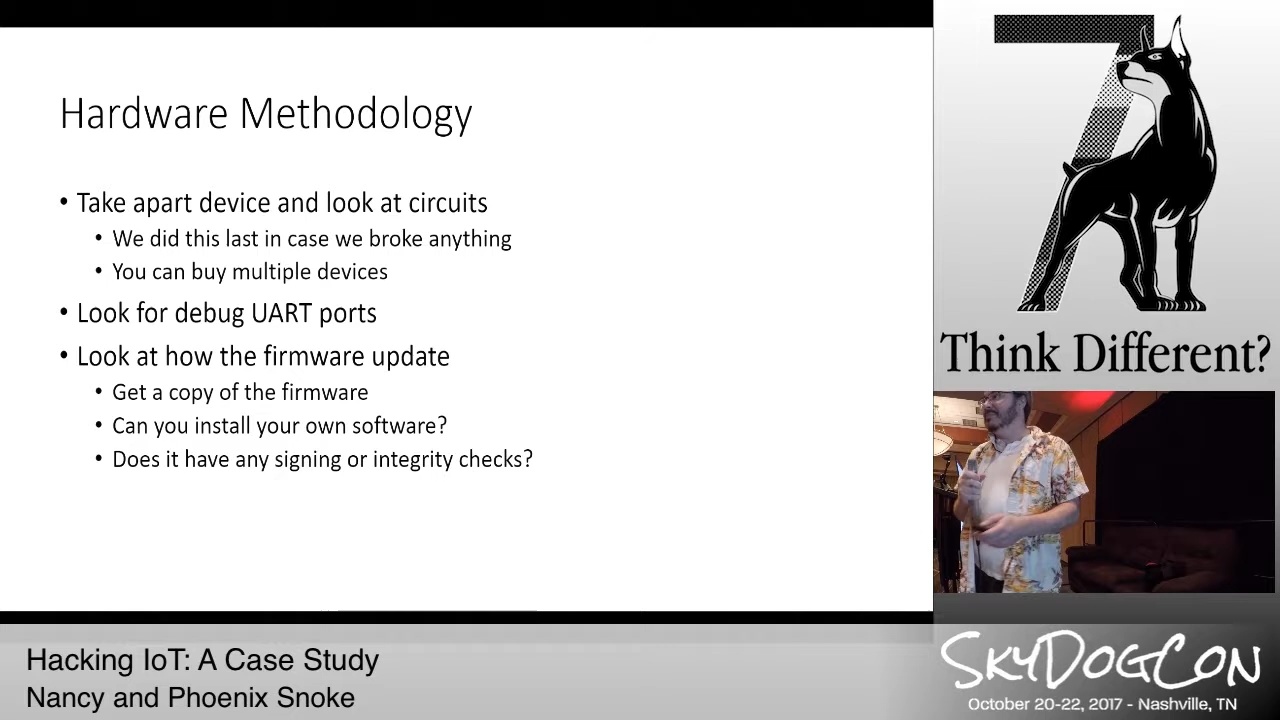 Hardware Methodology
• Take apart device and look at circuits
• We did this last in case we broke anything
• You can buy multiple devices
• Look for debug UART ports
• Look at how the firmware update
• Get a copy of the firmware
• Can you install your own software?
• Does it have any signing or integrity checks?
7
Think Different?
Hacking IoT: A Case Study
Nancy and Phoenix Snoke
SKYDOGCON
October 20-22, 2017 - Nashville, TN